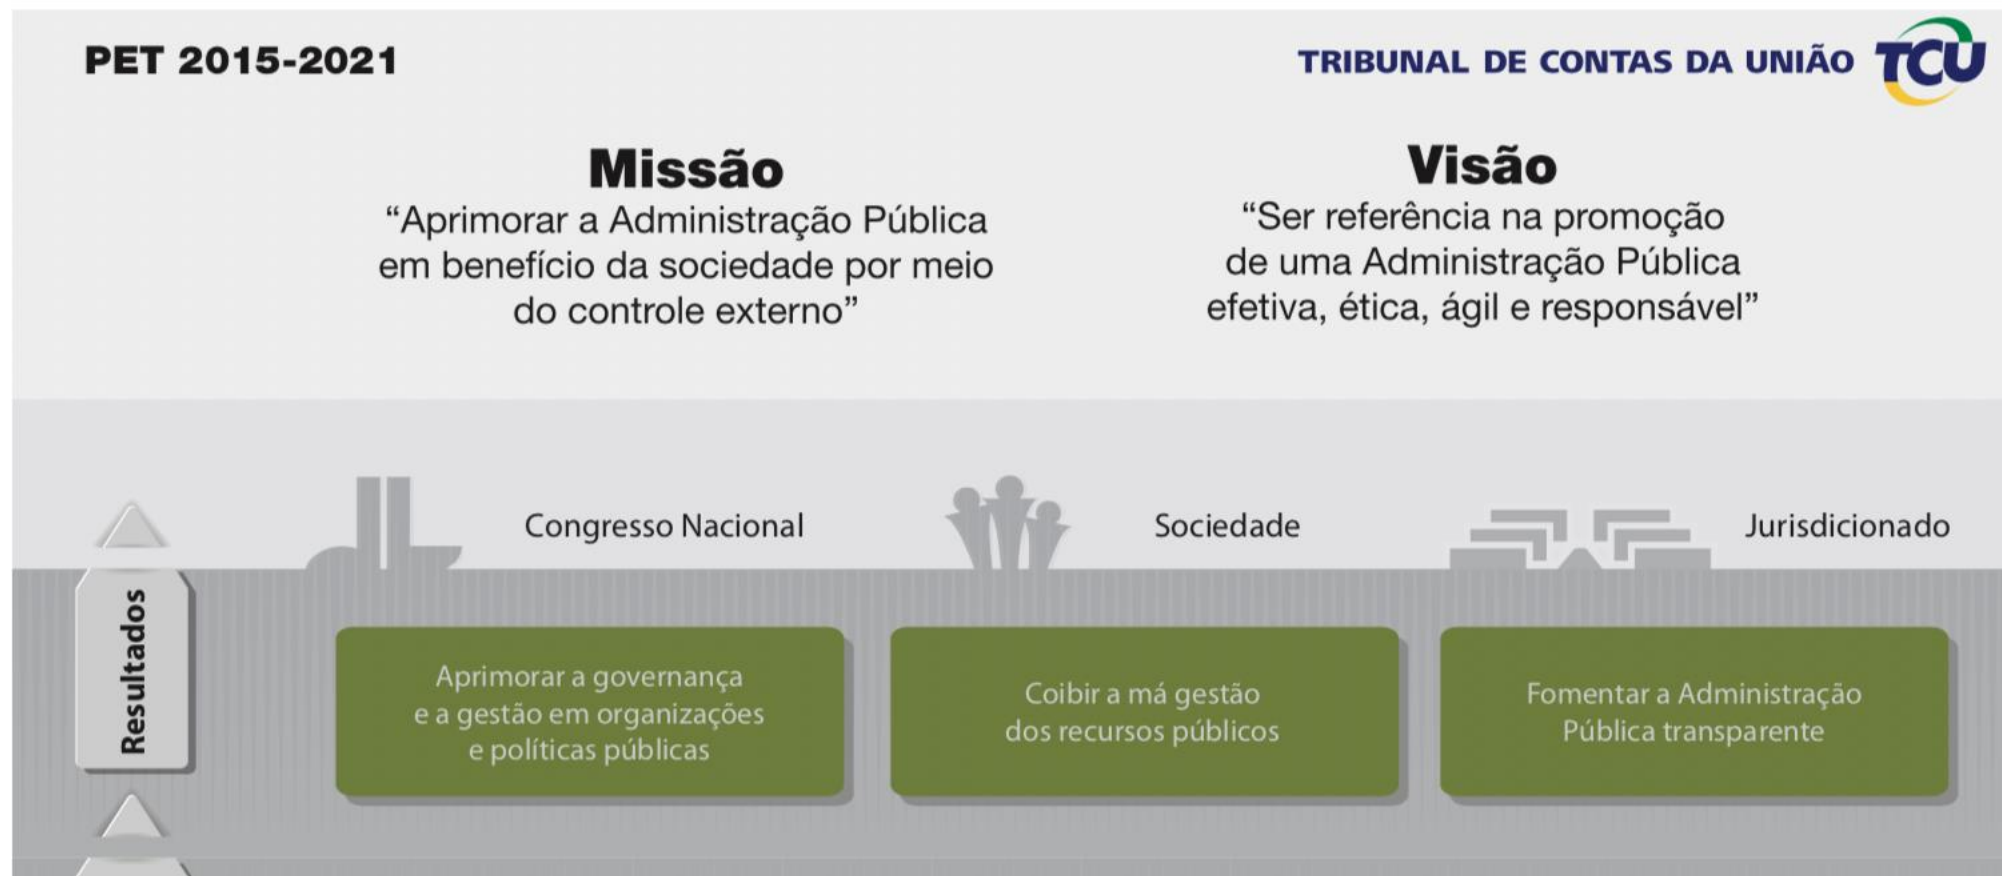 PET 2015-2021
TRIBUNAL DE CONTAS DA UNIÃO TCU
Missão
“Aprimorar a Administração Pública
em benefício da sociedade por meio
do controle externo”
Visão
“Ser referência na promoção
de uma Administração Pública
efetiva, ética, ágil e responsável”
Congresso Nacional
Sociedade
Jurisdicionado
Resultados
Aprimorar a governança
e a gestão em organizações
e políticas públicas
Coibir a má gestão
dos recursos públicos
Fomentar a Administração
Pública transparente